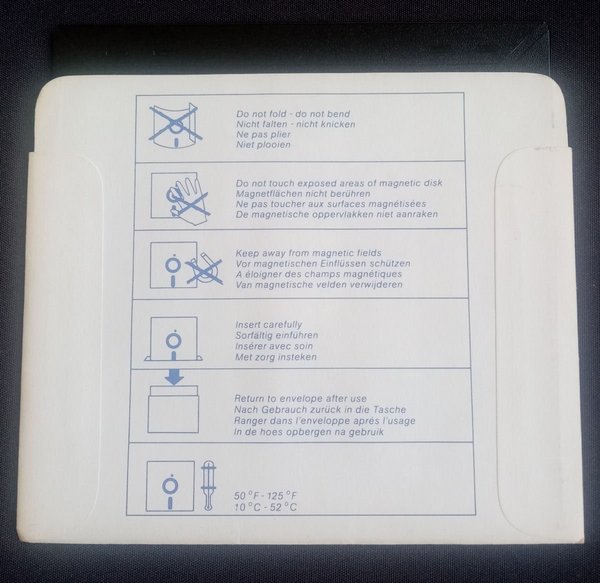 Do not fold - do not bend
Nicht falten - nicht knicken
Ne pas plier
Niet plooien
Do not touch exposed areas of magnetic disk
Magnetflächen nicht berühren
Ne pas toucher aux surfaces magnétisées
De magnetische oppervlakken niet aanraken
Keep away from magnetic fields
Vor magnetischen Einflüssen schützen
A éloigner des champs magnétiques
Van magnetische velden verwijderen
Insert carefully
Sorfältig einführen
Insérer avec soin
Met zorg insteken
Return to envelope after use
Nach Gebrauch zurück in die Tasche
Ranger dans l'enveloppe aprés l'usage
In de hoes opbergen na gebruik
50 °F - 125 °F
10 °C - 52 °C